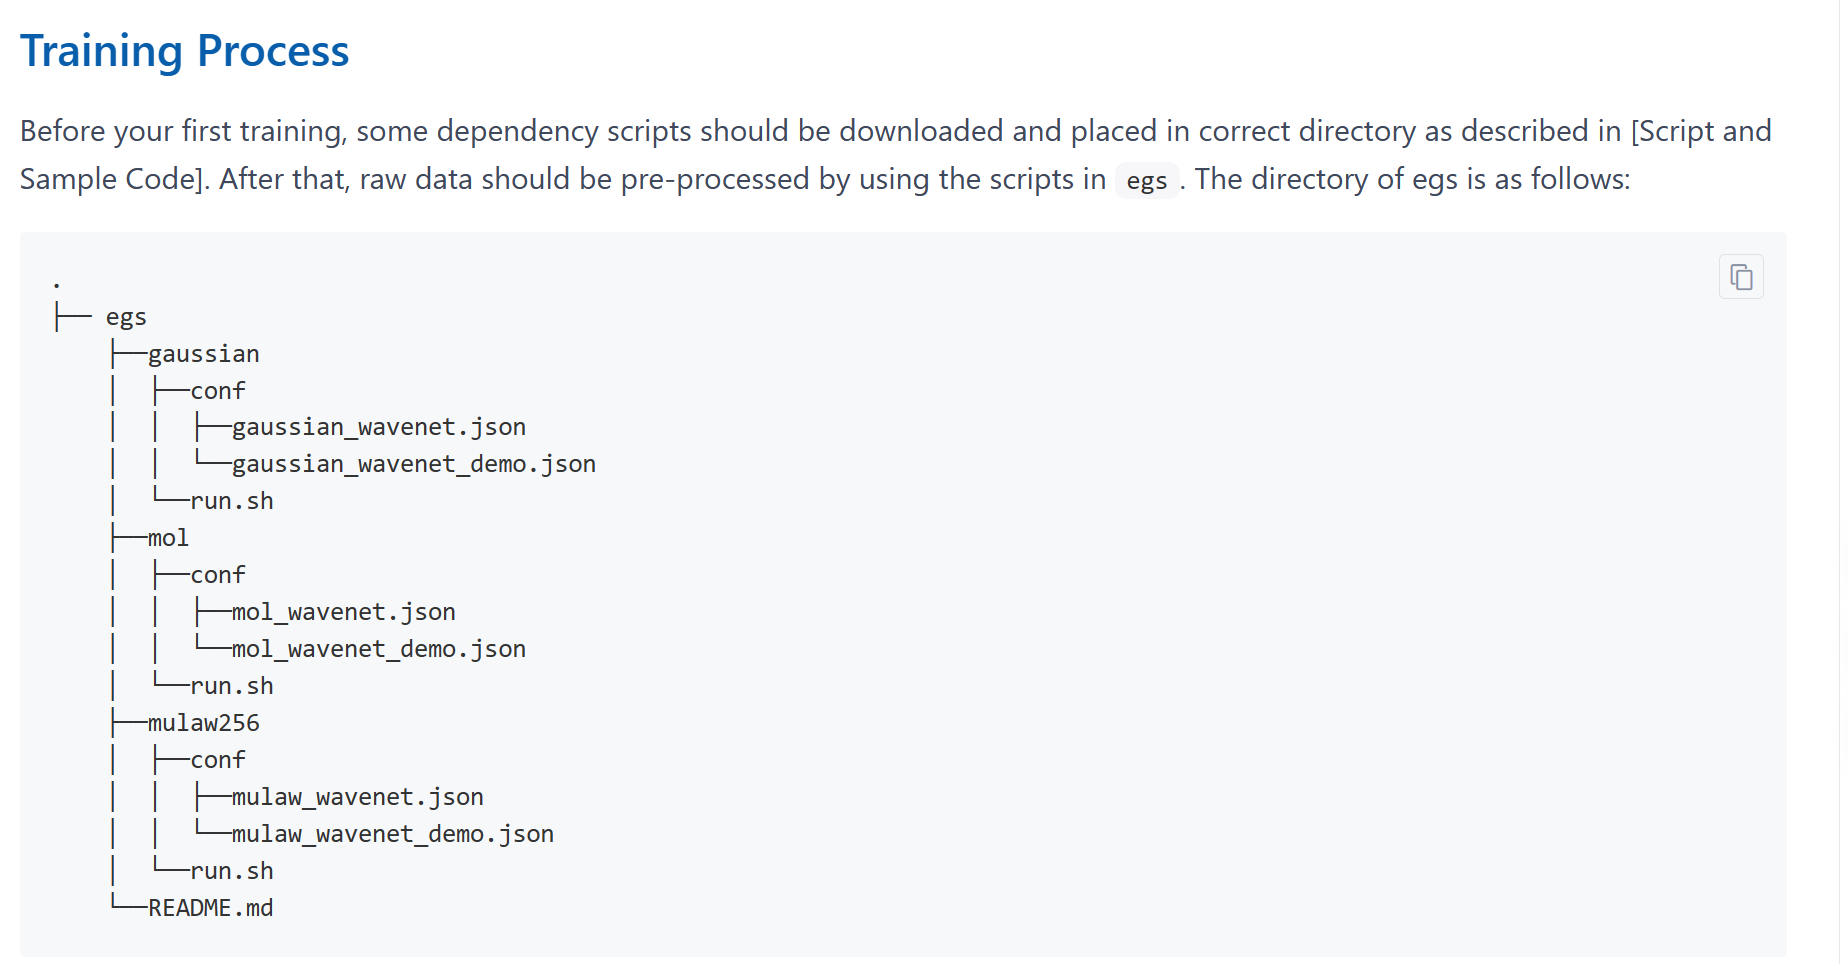 Training Process
Before your first training, some dependency scripts should be downloaded and placed in correct directory as described in [Script and
Sample Code]. After that, raw data should be pre-processed by using the scripts in egs . The directory of egs is as follows:
.
├── egs
    ├──gaussian
    │  ├──conf
    │  │  ├──gaussian_wavenet.json
    │  │  └──gaussian_wavenet_demo.json
    │  └──run.sh
    ├──mol
    │  ├──conf
    │  │  ├──mol_wavenet.json
    │  │  └──mol_wavenet_demo.json
    │  └──run.sh
    ├──mulaw256
    │  ├──conf
    │  │  ├──mulaw_wavenet.json
    │  │  └──mulaw_wavenet_demo.json
    │  └──run.sh
    └──README.md